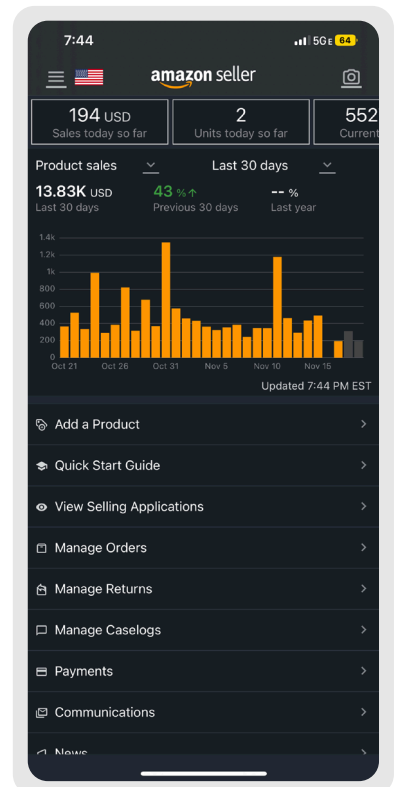 7:44
5GE 64
amazon seller
194 USD
Sales today so far
2
Units today so far
552
Current
Product sales
Last 30 days
13.83K USD
43 %↑
-- %
Last 30 days
Previous 30 days
Last year
1.4k
1.2k
1k
800
600
400
200
0
Oct 21 Oct 26 Oct 31 Nov 5 Nov 10 Nov 15
Updated 7:44 PM EST
Add a Product
Quick Start Guide
View Selling Applications
Manage Orders
Manage Returns
Manage Caselogs
Payments
Communications
News